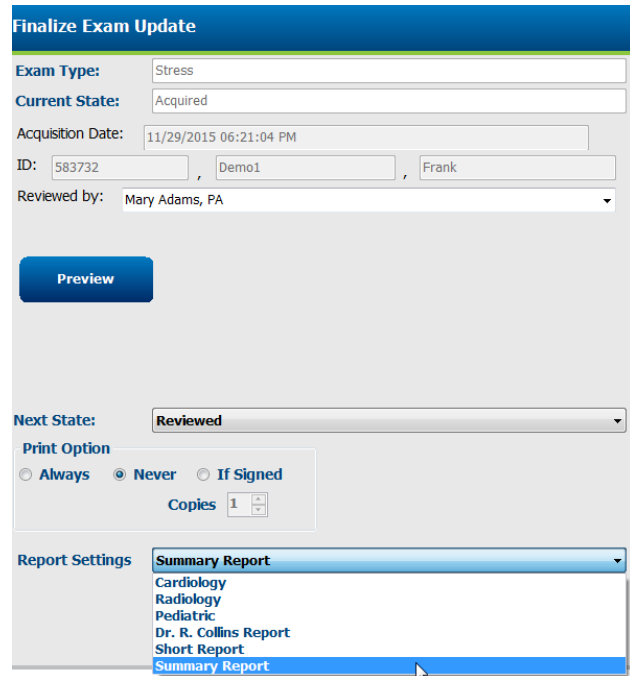 Finalize Exam Update
Exam Type: Stress
Current State: Acquired
Acquisition Date: 11/29/2015 06:21:04 PM
ID: 583732 , Demo1 , Frank
Reviewed by: Mary Adams, PA
Preview
Next State: Reviewed
Print Option
Always Never If Signed
Copies 1
Report Settings Summary Report
Cardiology
Radiology
Pediatric
Dr. R. Collins Report
Short Report
Summary Report